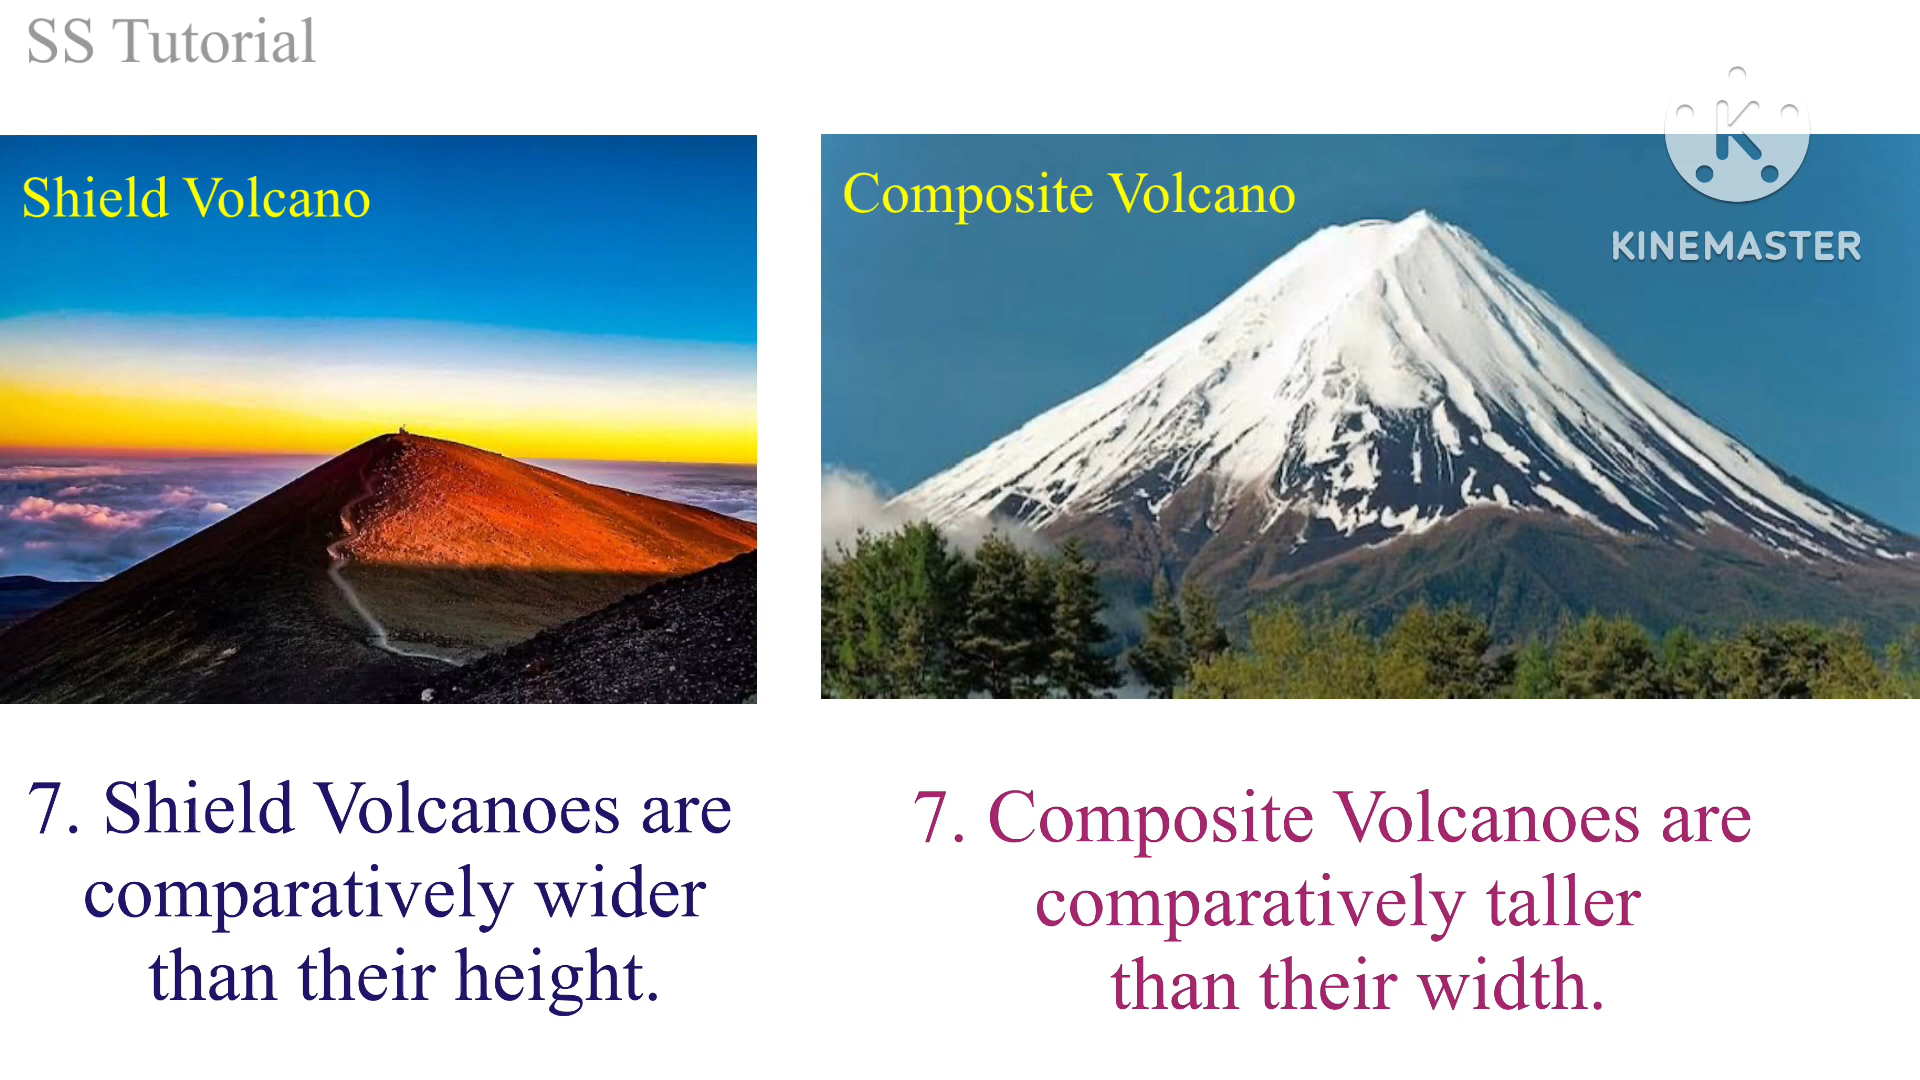 SS Tutorial
Shield Volcano
Composite Volcano
KINEMASTER
7. Shield Volcanoes are
comparatively wider
than their height.
7. Composite Volcanoes are
comparatively taller
than their width.